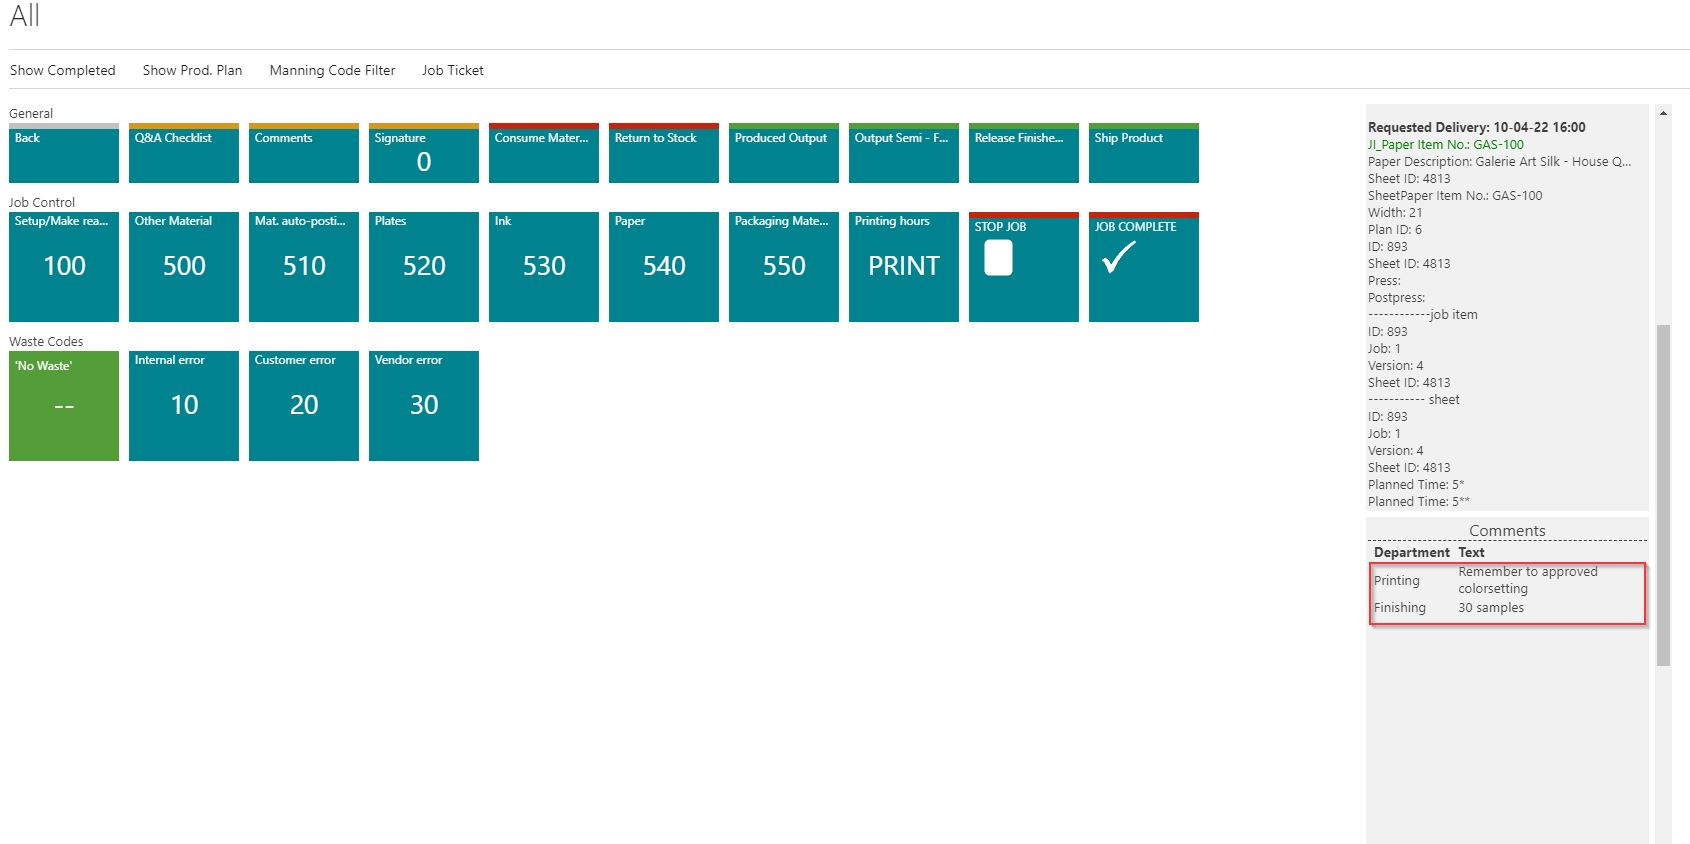 All
Show Completed Show Prod. Plan Manning Code Filter Job Ticket
General
Back Q&A Checklist Comments Signature Consume Mater... Return to Stock Produced Output Output Semi - F... Release Finishe... Ship Product
0
Job Control
Setup/Make rea... Other Material Mat. auto-posti... Plates Ink Paper Packaging Mate... Printing hours STOP JOB JOB COMPLETE
100 500 510 520 530 540 550 PRINT
Waste Codes
'No Waste' Internal error Customer error Vendor error
-- 10 20 30
Requested Delivery: 10-04-22 16:00
JI_Paper Item No.: GAS-100
Paper Description: Galerie Art Silk - House Q...
Sheet ID: 4813
SheetPaper Item No.: GAS-100
Width: 21
Plan ID: 6
ID: 893
Sheet ID: 4813
Press:
Postpress:
------------job item
ID: 893
Job: 1
Version: 4
Sheet ID: 4813
----------- sheet
ID: 893
Job: 1
Version: 4
Sheet ID: 4813
Planned Time: 5*
Planned Time: 5**
Comments
Department Text
Printing Remember to approved
colorsetting
Finishing 30 samples